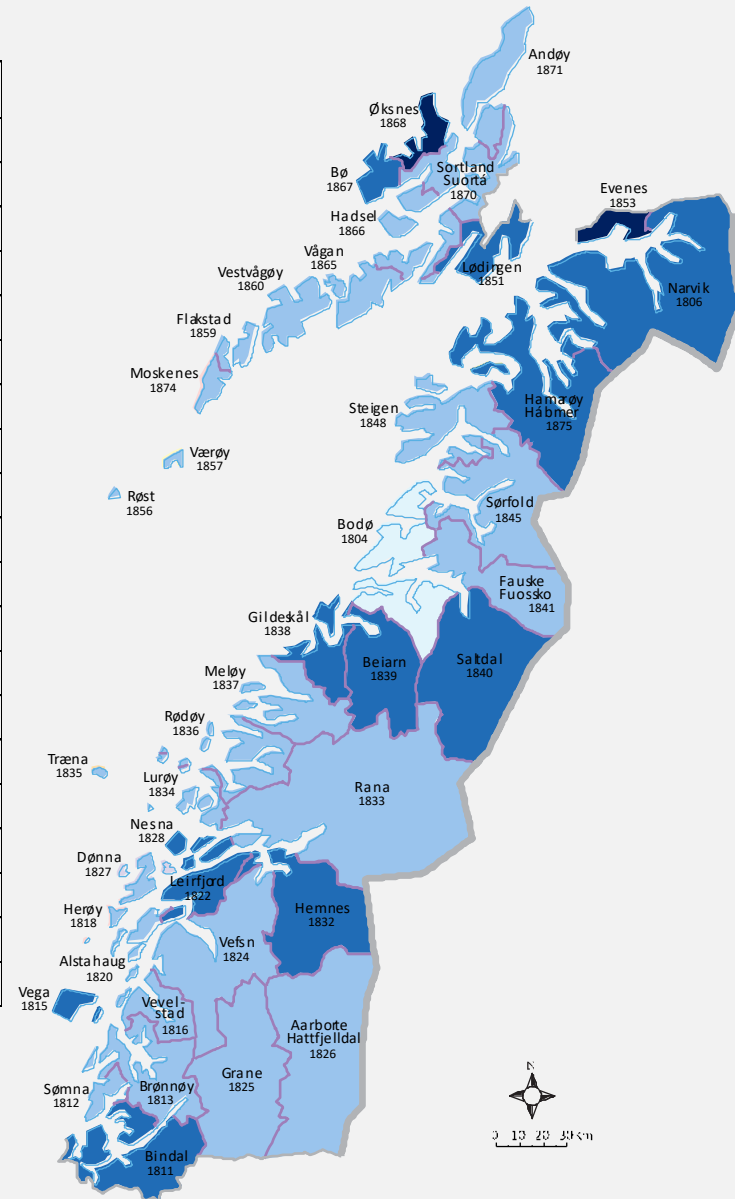 Andøy
1871
Øksnes
1868
Bø
1867
Sortland
Suortá
1870
Evenes
1853
Hadsel
1866
Vågan
1865
Lødingen
1851
Vestvågøy
1860
Narvik
1806
Flakstad
1859
Moskenes
1874
Steigen
1848
Hamarøy
Hábmer
1875
Værøy
1857
Røst
1856
Sørfold
1845
Bodø
1804
Fauske
Fuossko
1841
Gildeskål
1838
Beiarn
1839
Saltdal
1840
Meløy
1837
Rødøy
1836
Træna
1835
Lurøy
1834
Rana
1833
Nesna
1828
Dønna
1827
Leirfjord
1822
Herøy
1818
Hemnes
1832
Vefsn
1824
Alstahaug
1820
Vega
1815
Vevel-
stad
1816
Aarborte
Hattfjelldal
1826
Grane
1825
Sømna
1812
Brønnøy
1813
Bindal
1811
N
0 10 20 30 Km